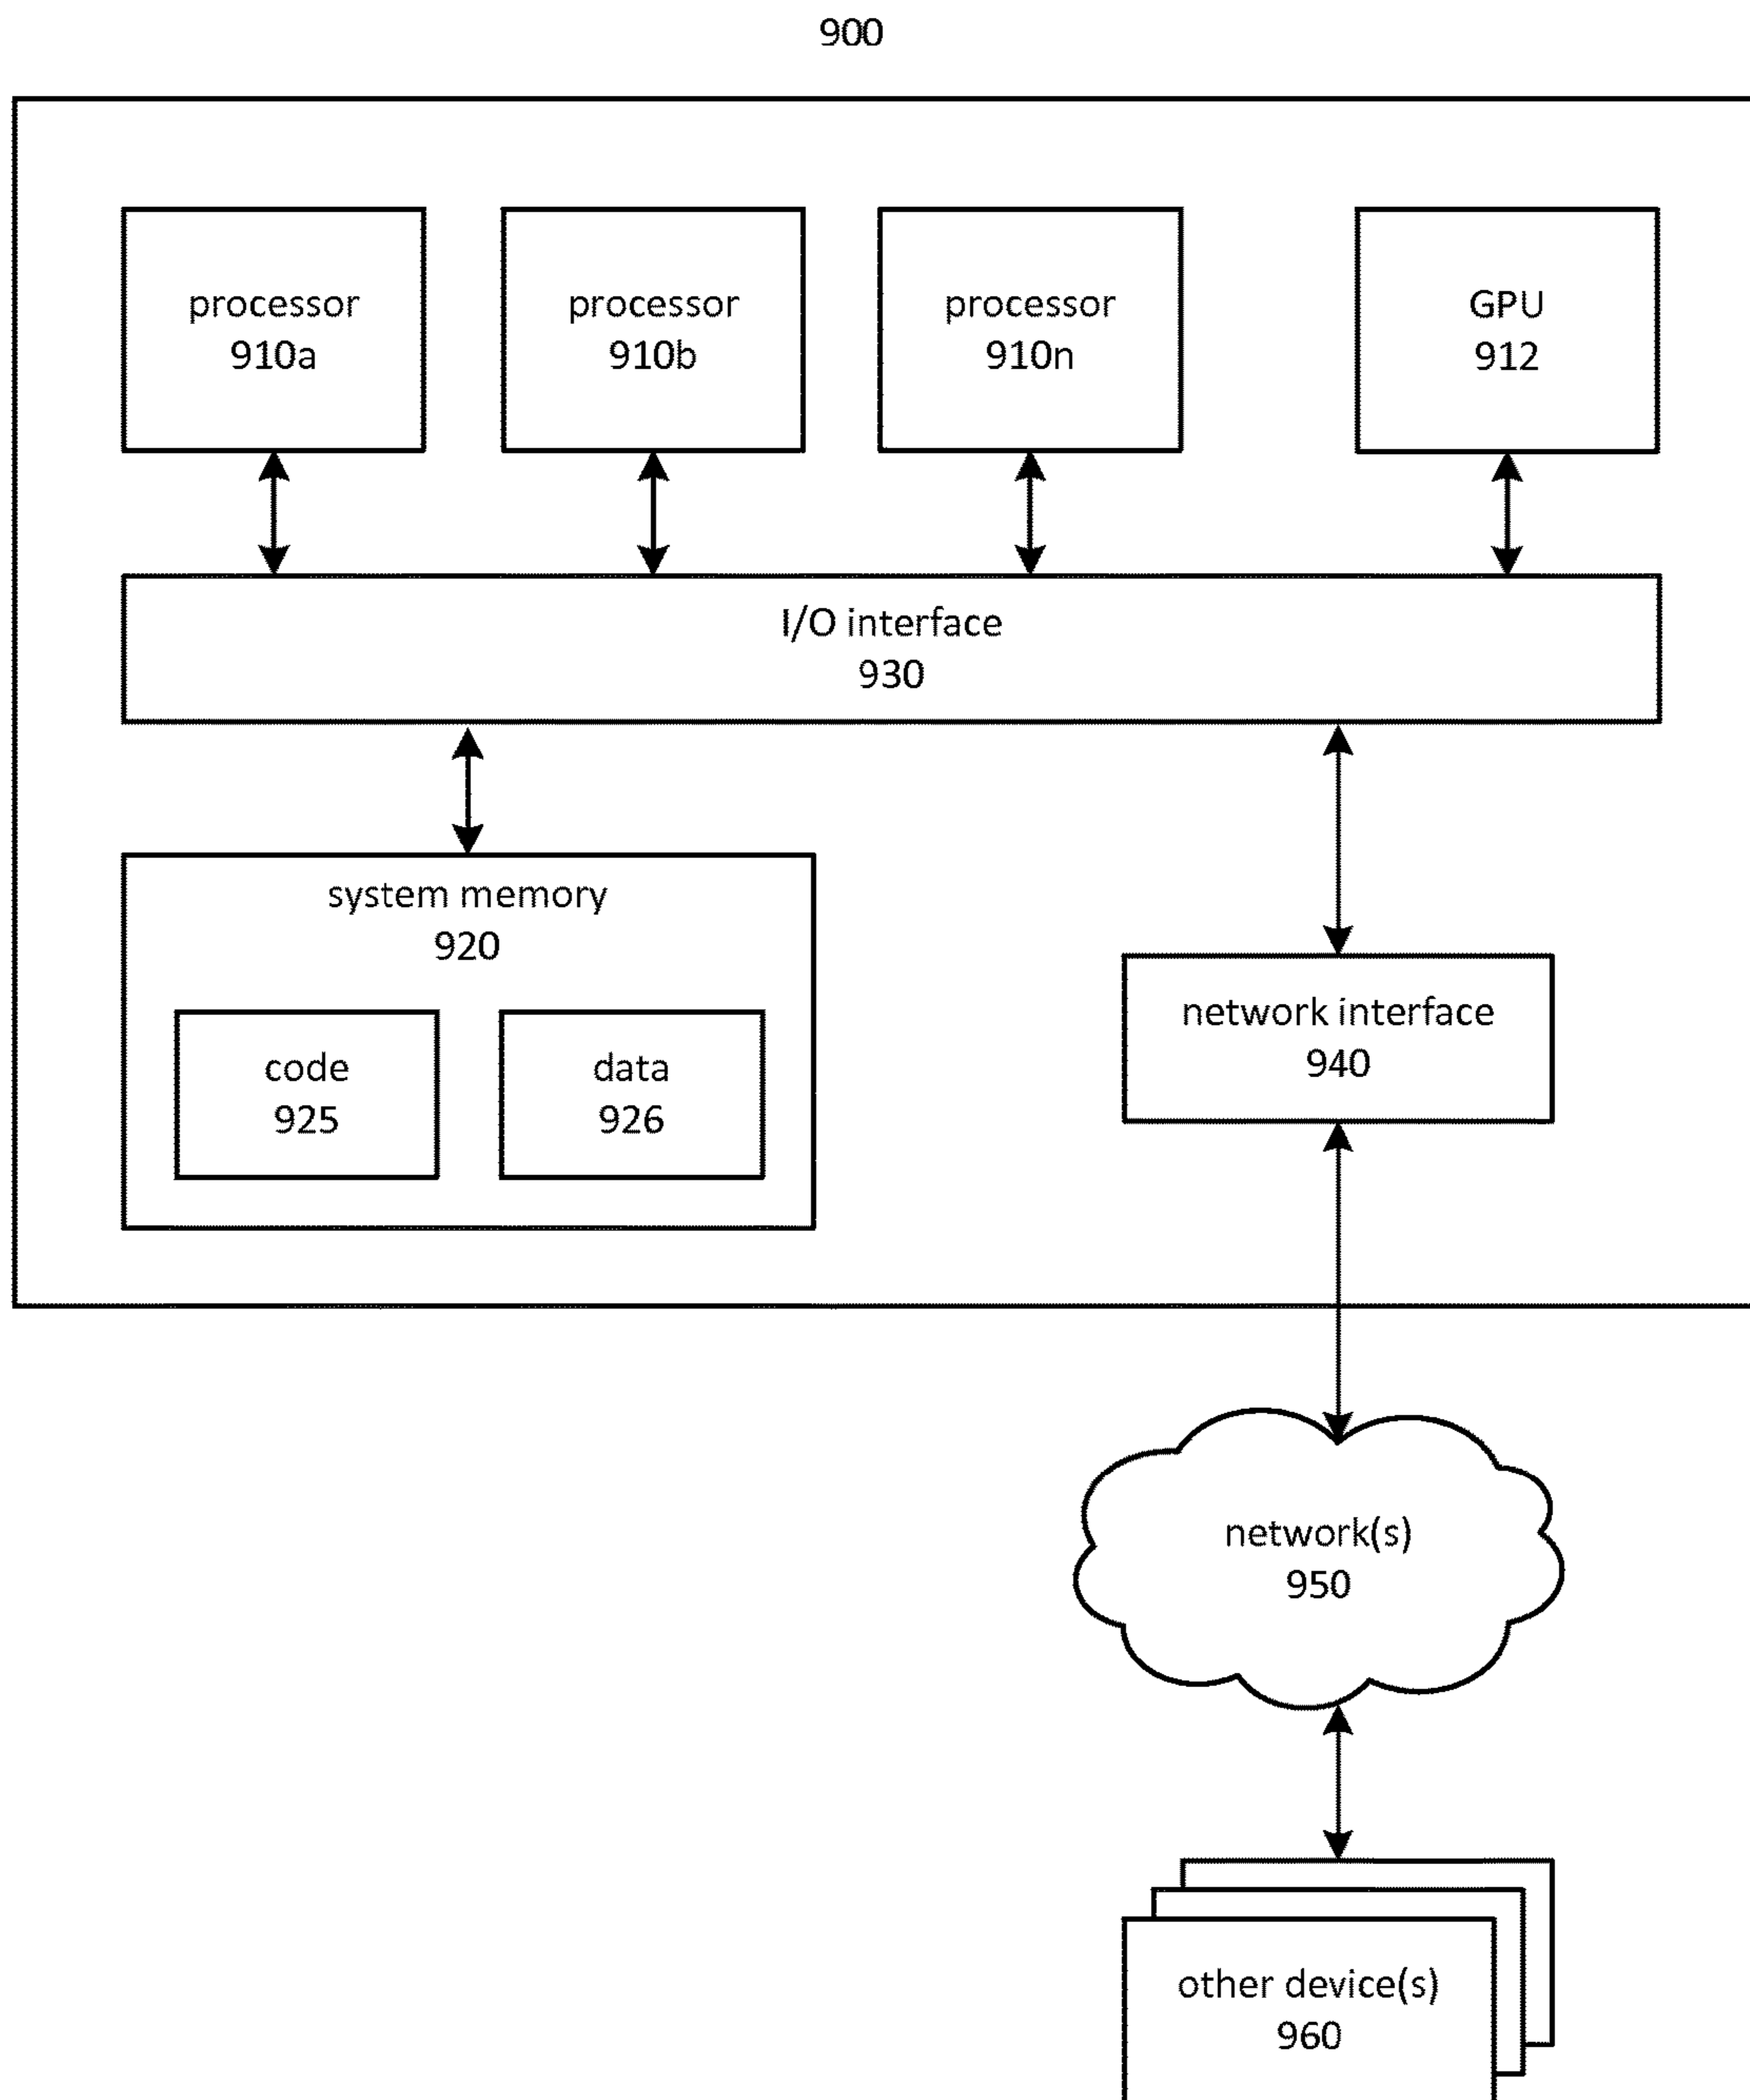 900
processor
910a
processor
910b
processor
910n
GPU
912
I/O interface
930
system memory
920
code
925
data
926
network interface
940
network(s)
950
other device(s)
960